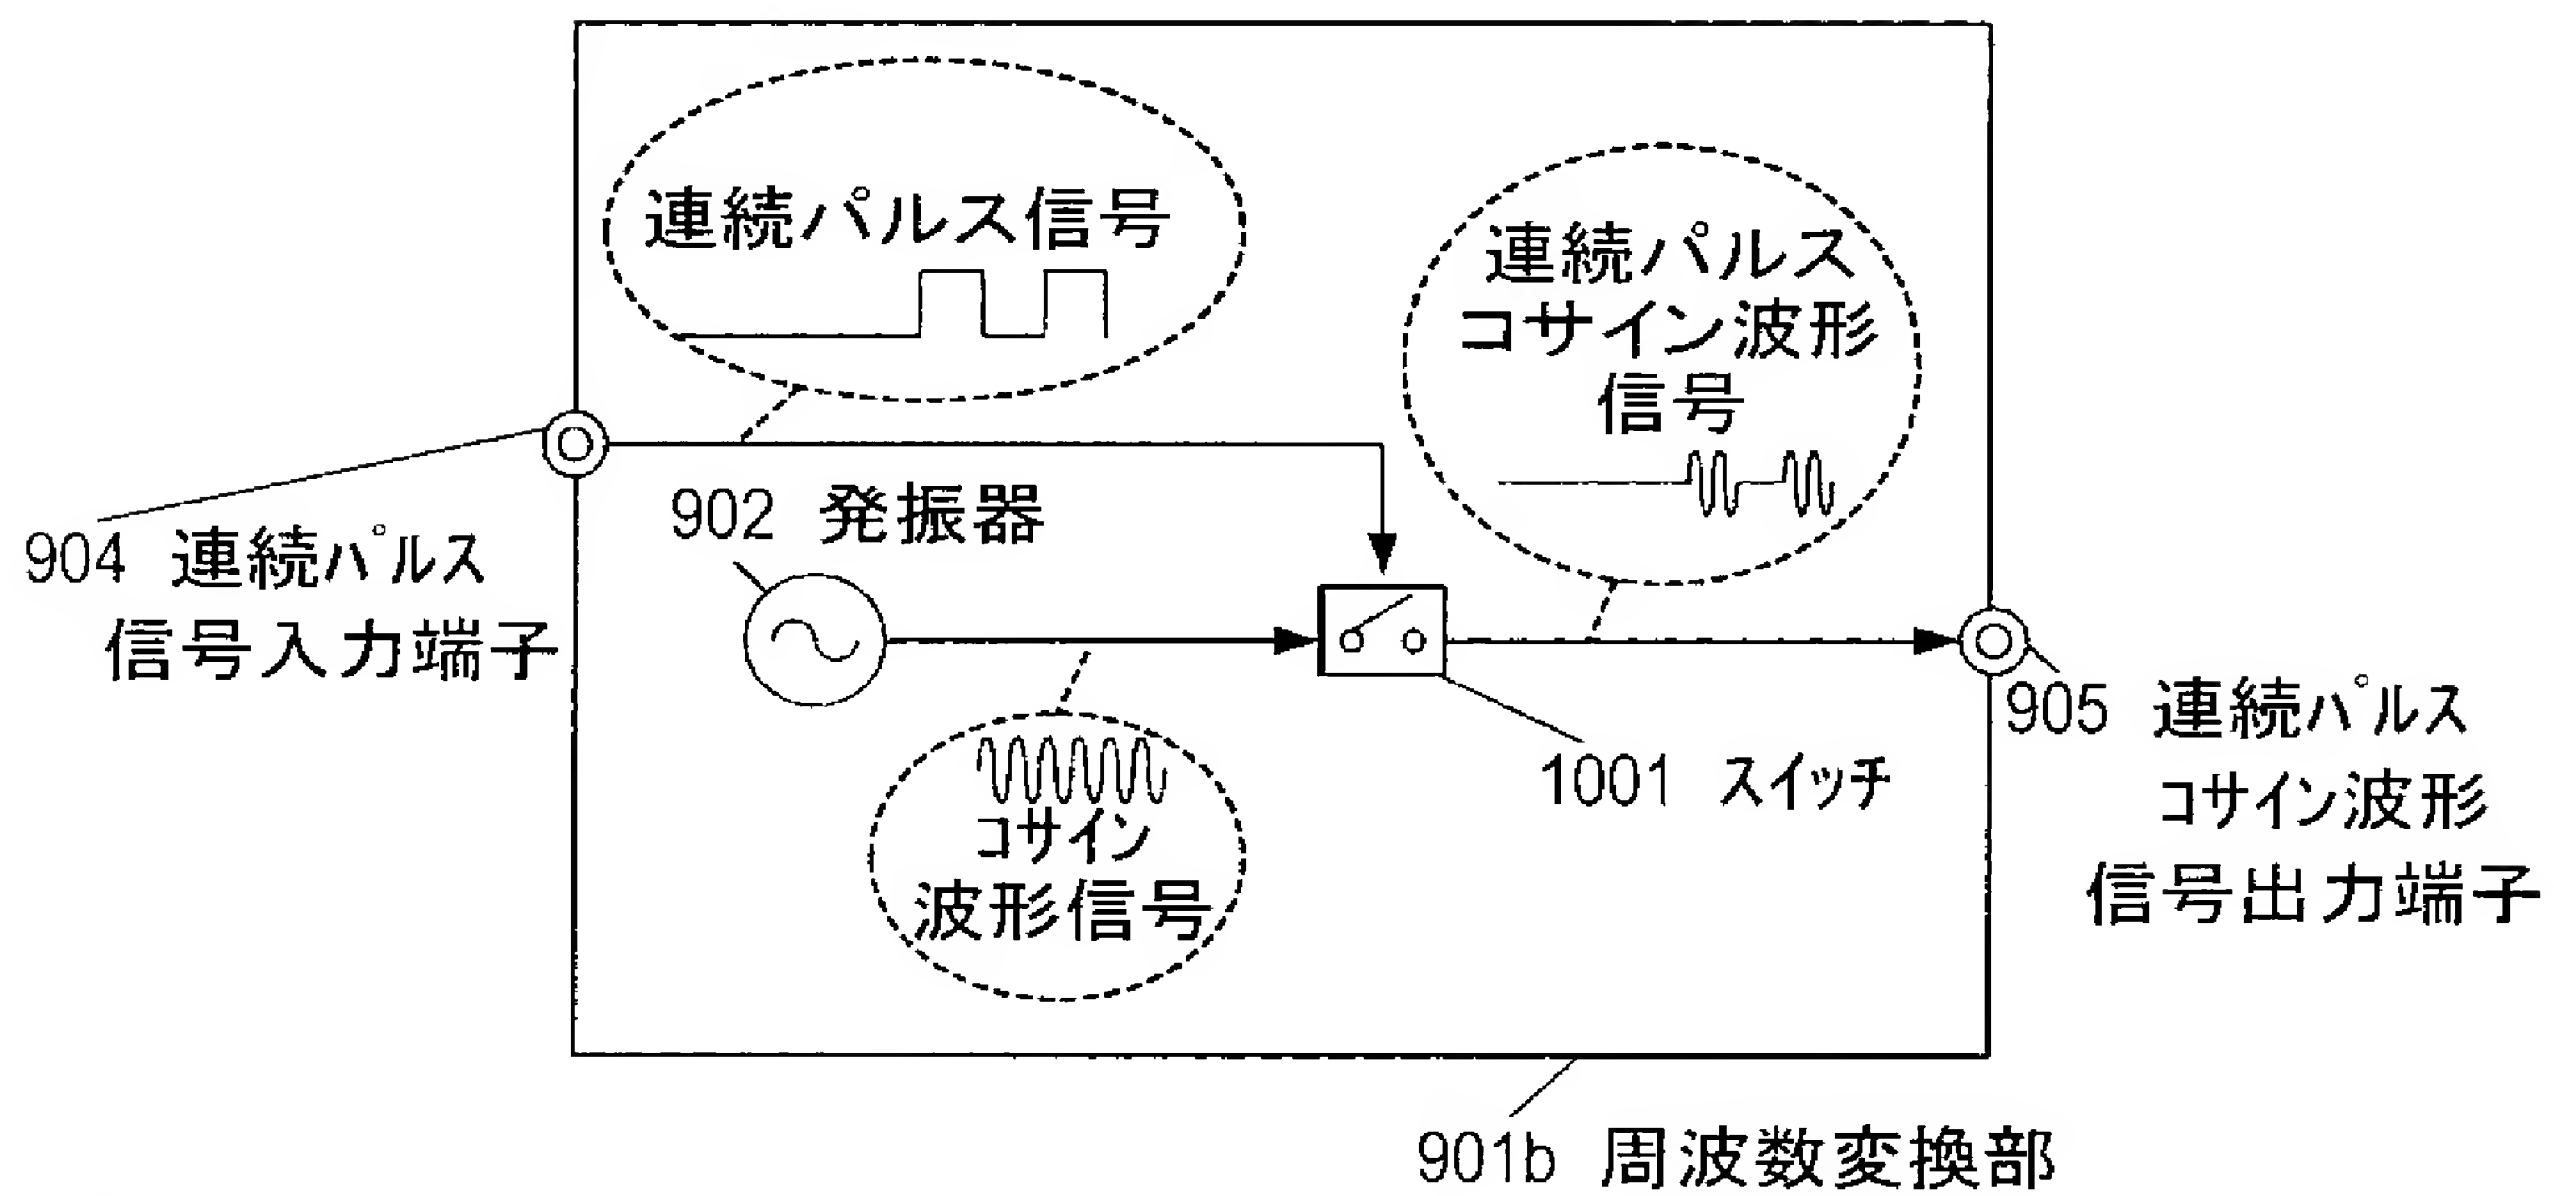 連続パルス信号
連続パルス
コサイン波形
信号
902 発振器
904 連続パルス
信号入力端子
905 連続パルス
コサイン波形
信号出力端子
1001 スイッチ
コサイン
波形信号
901b 周波数変換部